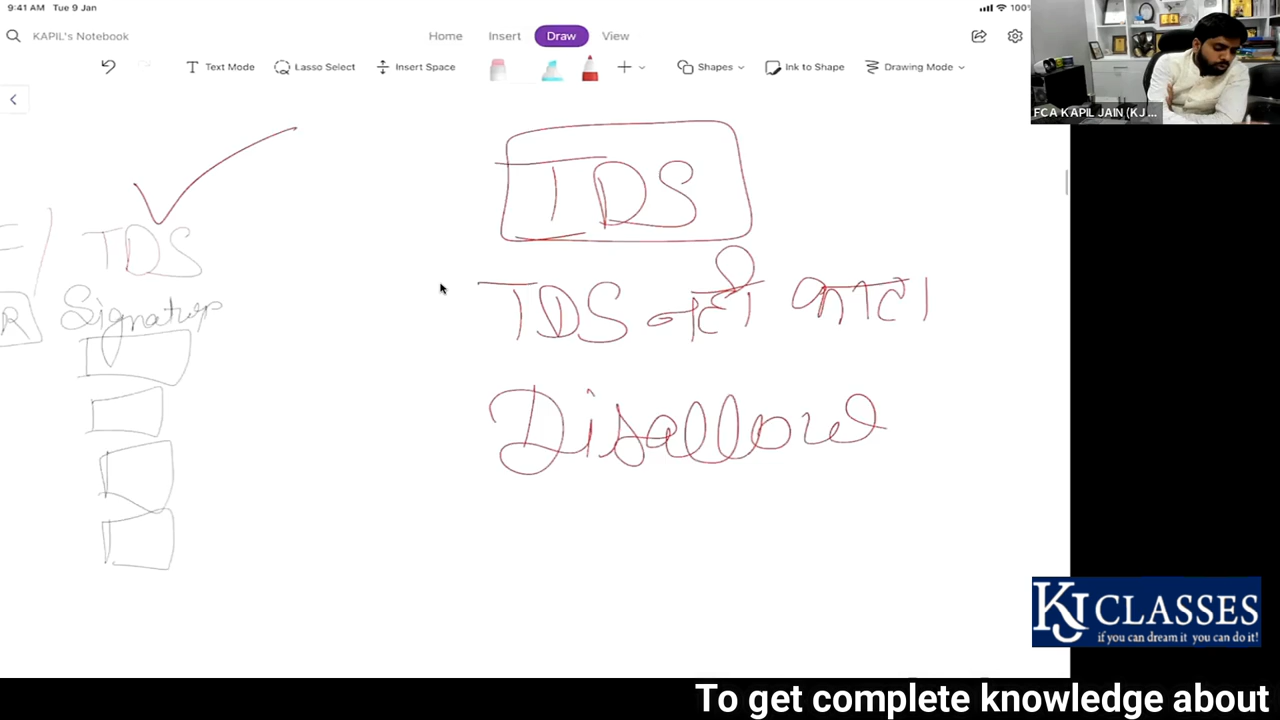 9:41 AM Tue 9 Jan
100%
KAPIL's Notebook
Home Insert Draw View
Text Mode Lasso Select Insert Space Shapes Ink to Shape Drawing Mode
FCA KAPIL JAIN (KJ ...
TDS
TDS
Signature
R
TDS नही काटा
Disallow
KJ CLASSES
if you can dream it you can do it!
To get complete knowledge about